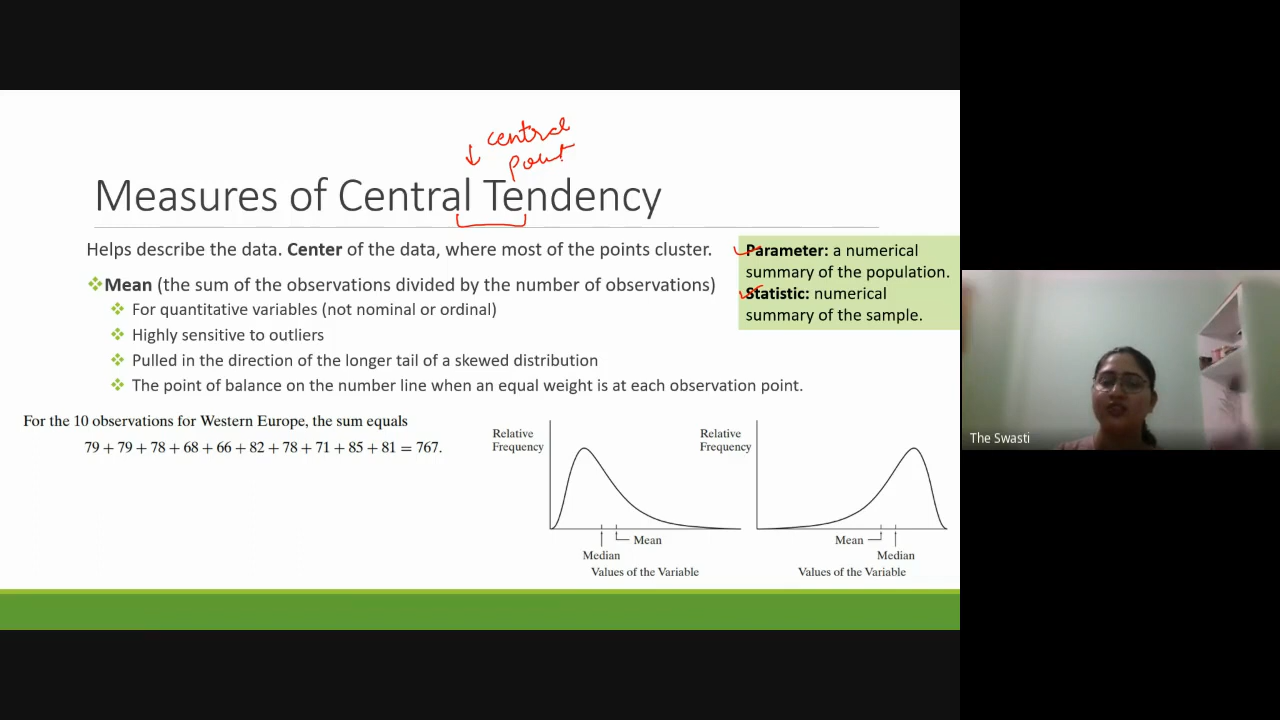 central
point
Measures of Central Tendency
Helps describe the data. Center of the data, where most of the points cluster.
Mean (the sum of the observations divided by the number of observations)
For quantitative variables (not nominal or ordinal)
Highly sensitive to outliers
Pulled in the direction of the longer tail of a skewed distribution
The point of balance on the number line when an equal weight is at each observation point.
Parameter: a numerical
summary of the population.
Statistic: numerical
summary of the sample.
For the 10 observations for Western Europe, the sum equals
79 + 79 + 78 + 68 + 66 + 82 + 78 + 71 + 85 + 81 = 767.
Relative
Frequency
Mean
Median
Values of the Variable
Relative
Frequency
Mean
Median
Values of the Variable
The Swasti